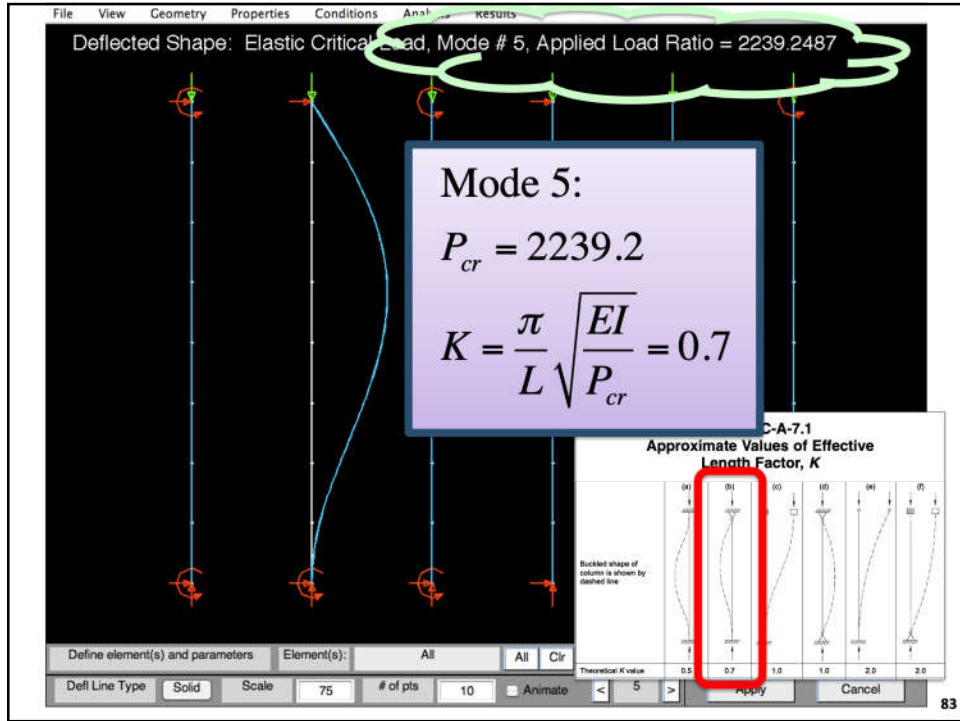 File View Geometry Properties Conditions Analysis Results
Deflected Shape: Elastic Critical Load, Mode # 5, Applied Load Ratio = 2239.2487
Mode 5:
P_cr = 2239.2
K = π/L √(EI/P_cr) = 0.7
C-A-7.1
Approximate Values of Effective
Length Factor, K
(a) (b) (c) (d) (e) (f)
Buckled shape of
column is shown by
dashed line
Theoretical K value 0.5 0.7 1.0 1.0 2.0 2.0
Define element(s) and parameters Element(s): All All Clr
Defl Line Type Solid Scale 75 # of pts 10 Animate < 5 > Apply Cancel
83